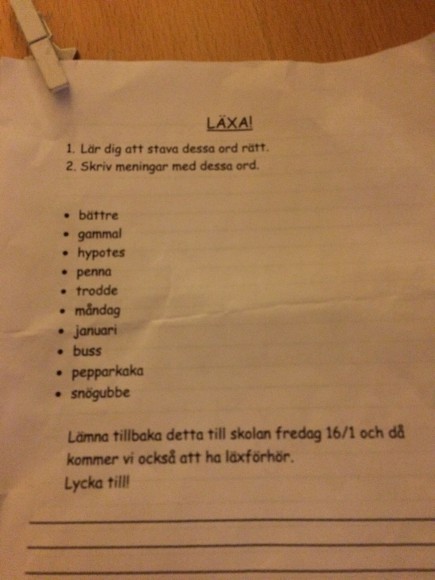 LÄXA!
1. Lär dig att stava dessa ord rätt.
2. Skriv meningar med dessa ord.
• bättre
• gammal
• hypotes
• penna
• trodde
• måndag
• januari
• buss
• pepparkaka
• snögubbe
Lämna tillbaka detta till skolan fredag 16/1 och då
kommer vi också att ha läxförhör.
Lycka till!